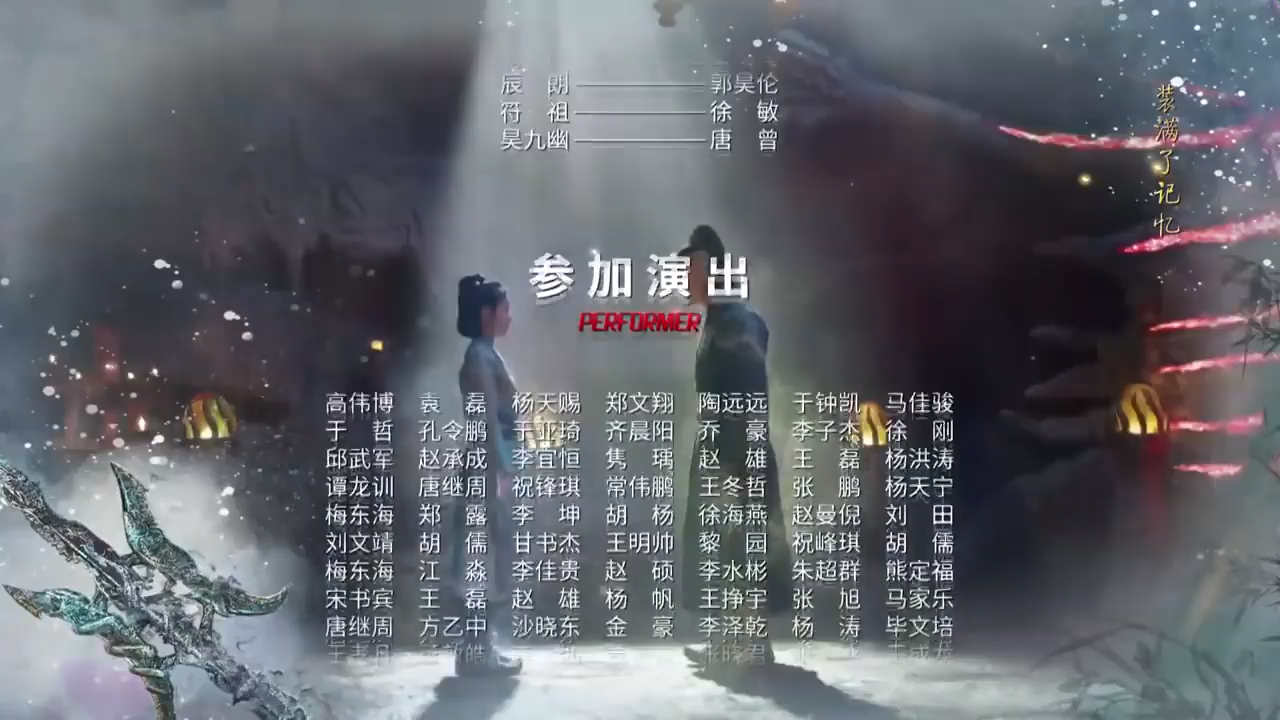 辰 朗 郭昊伦
符 祖 徐 敏
吴九幽 唐 曾
装满了记忆
参加演出
PERFORMER
高伟博 袁 磊 杨天赐 郑文翔 陶远远 于钟凯 马佳骏
于 哲 孔令鹏 于亚琦 齐晨阳 乔 豪 李子杰 徐 刚
邱武军 赵承成 李宜恒 隽 瑀 赵 雄 王 磊 杨洪涛
谭龙训 唐继周 祝锋琪 常伟鹏 王冬哲 张 鹏 杨天宁
梅东海 郑 露 李 坤 胡 杨 徐海燕 赵曼倪 刘 田
刘文靖 胡 儒 甘书杰 王明帅 黎 园 祝峰琪 胡 儒
梅东海 江 淼 李佳贵 赵 硕 李水彬 朱超群 熊定福
宋书宾 王 磊 赵 雄 杨 帆 王挣宇 张 旭 马家乐
唐继周 方乙中 沙晓东 金 豪 李泽乾 杨 涛 毕文培